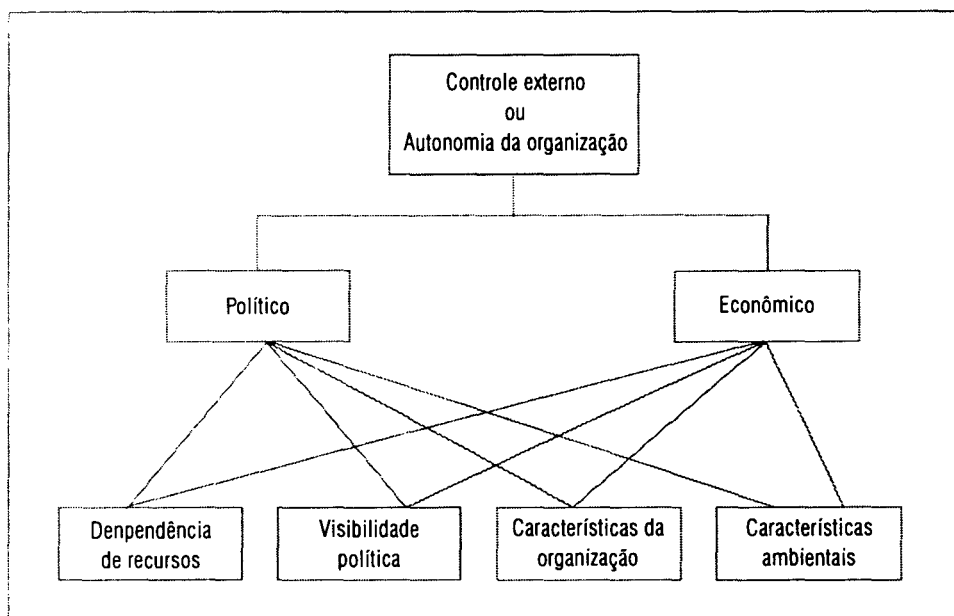 Controle externo
ou
Autonomia da organização
Político
Econômico
Denpendência
de recursos
Visibilidade
política
Características da
organização
Características
ambientais